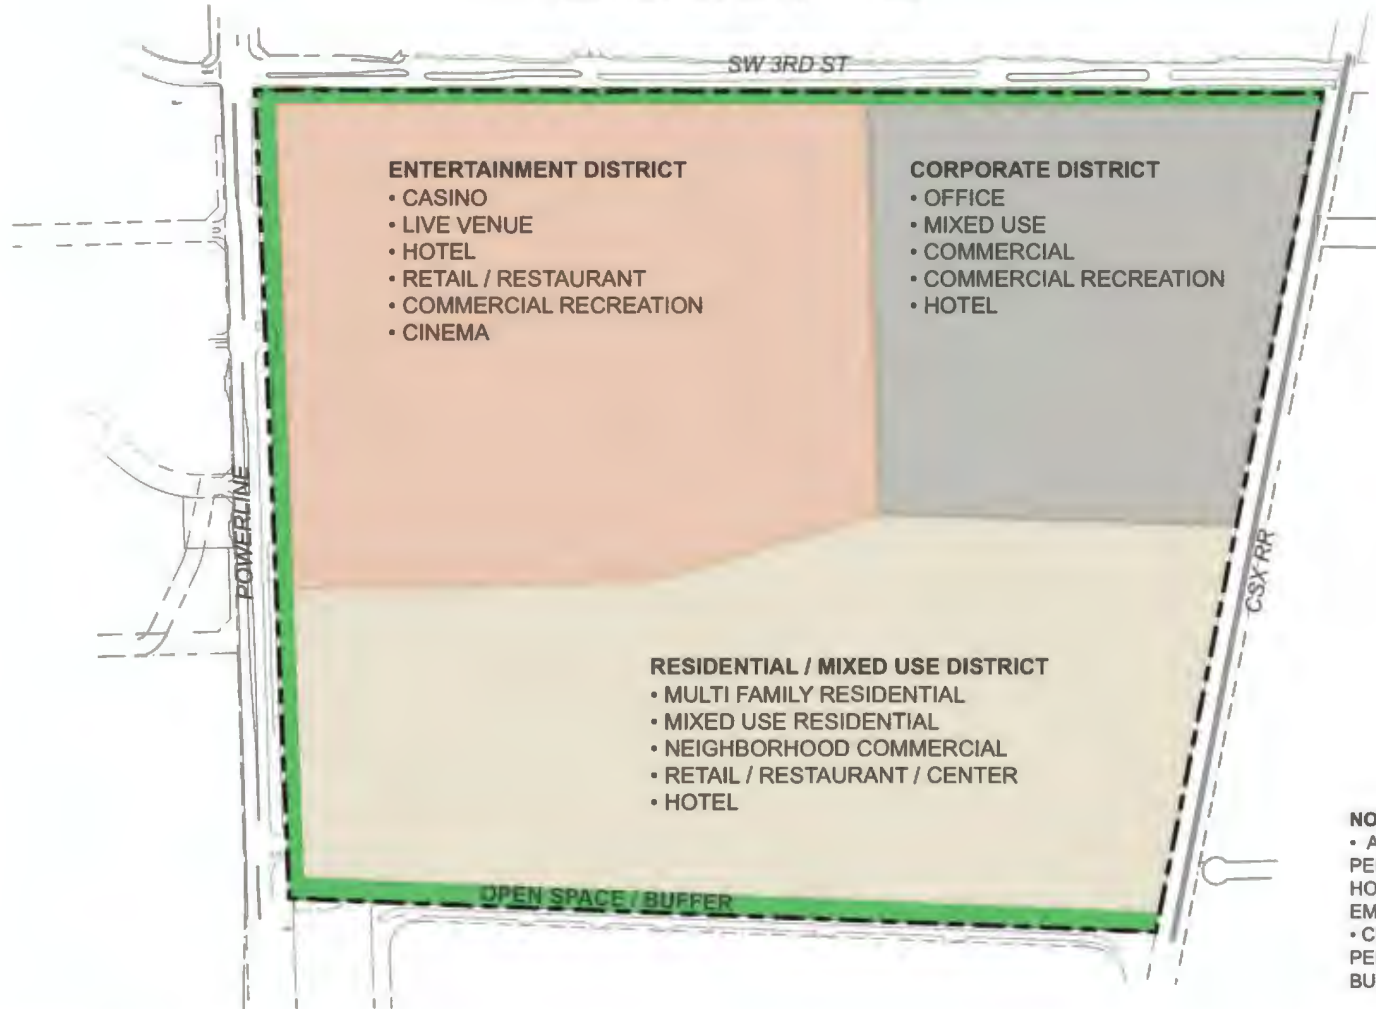 SW 3RD ST
ENTERTAINMENT DISTRICT
• CASINO
• LIVE VENUE
• HOTEL
• RETAIL / RESTAURANT
• COMMERCIAL RECREATION
• CINEMA
CORPORATE DISTRICT
• OFFICE
• MIXED USE
• COMMERCIAL
• COMMERCIAL RECREATION
• HOTEL
POWERLINE
CSX RR
RESIDENTIAL / MIXED USE DISTRICT
• MULTI FAMILY RESIDENTIAL
• MIXED USE RESIDENTIAL
• NEIGHBORHOOD COMMERCIAL
• RETAIL / RESTAURANT / CENTER
• HOTEL
OPEN SPACE / BUFFER